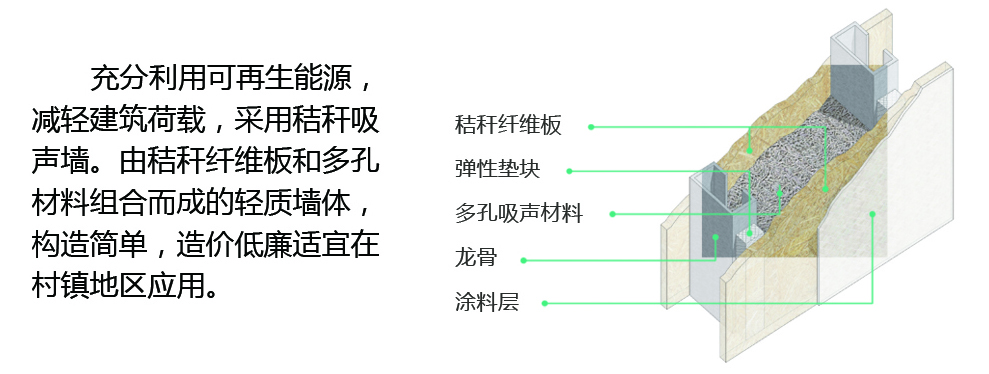 充分利用可再生能源，
减轻建筑荷载，采用秸秆吸
声墙。由秸秆纤维板和多孔
材料组合而成的轻质墙体，
构造简单，造价低廉适宜在
村镇地区应用。
秸秆纤维板
弹性垫块
多孔吸声材料
龙骨
涂料层